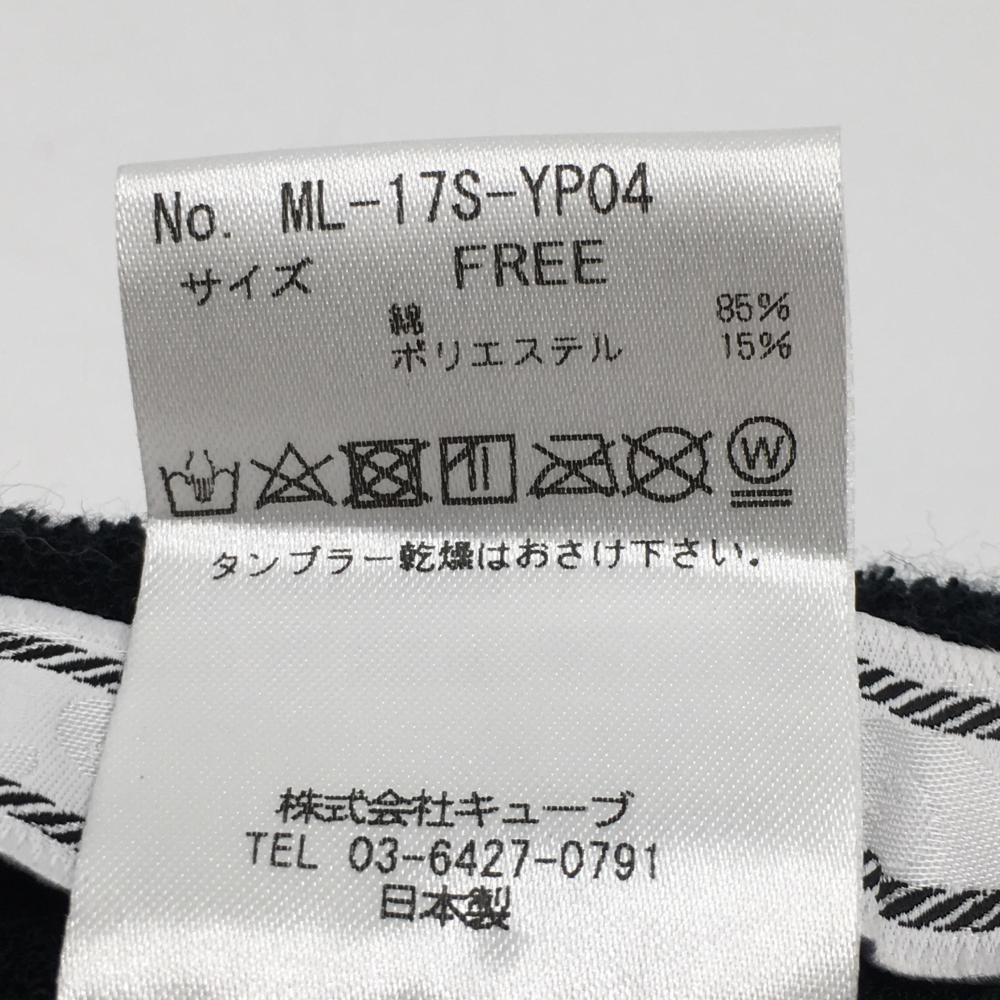 No. ML-17S-YP04
サイズ FREE
綿 85%
ポリエステル 15%
W
タンブラー乾燥はおさけ下さい。
株式会社キューブ
TEL 03-6427-0791
日本製